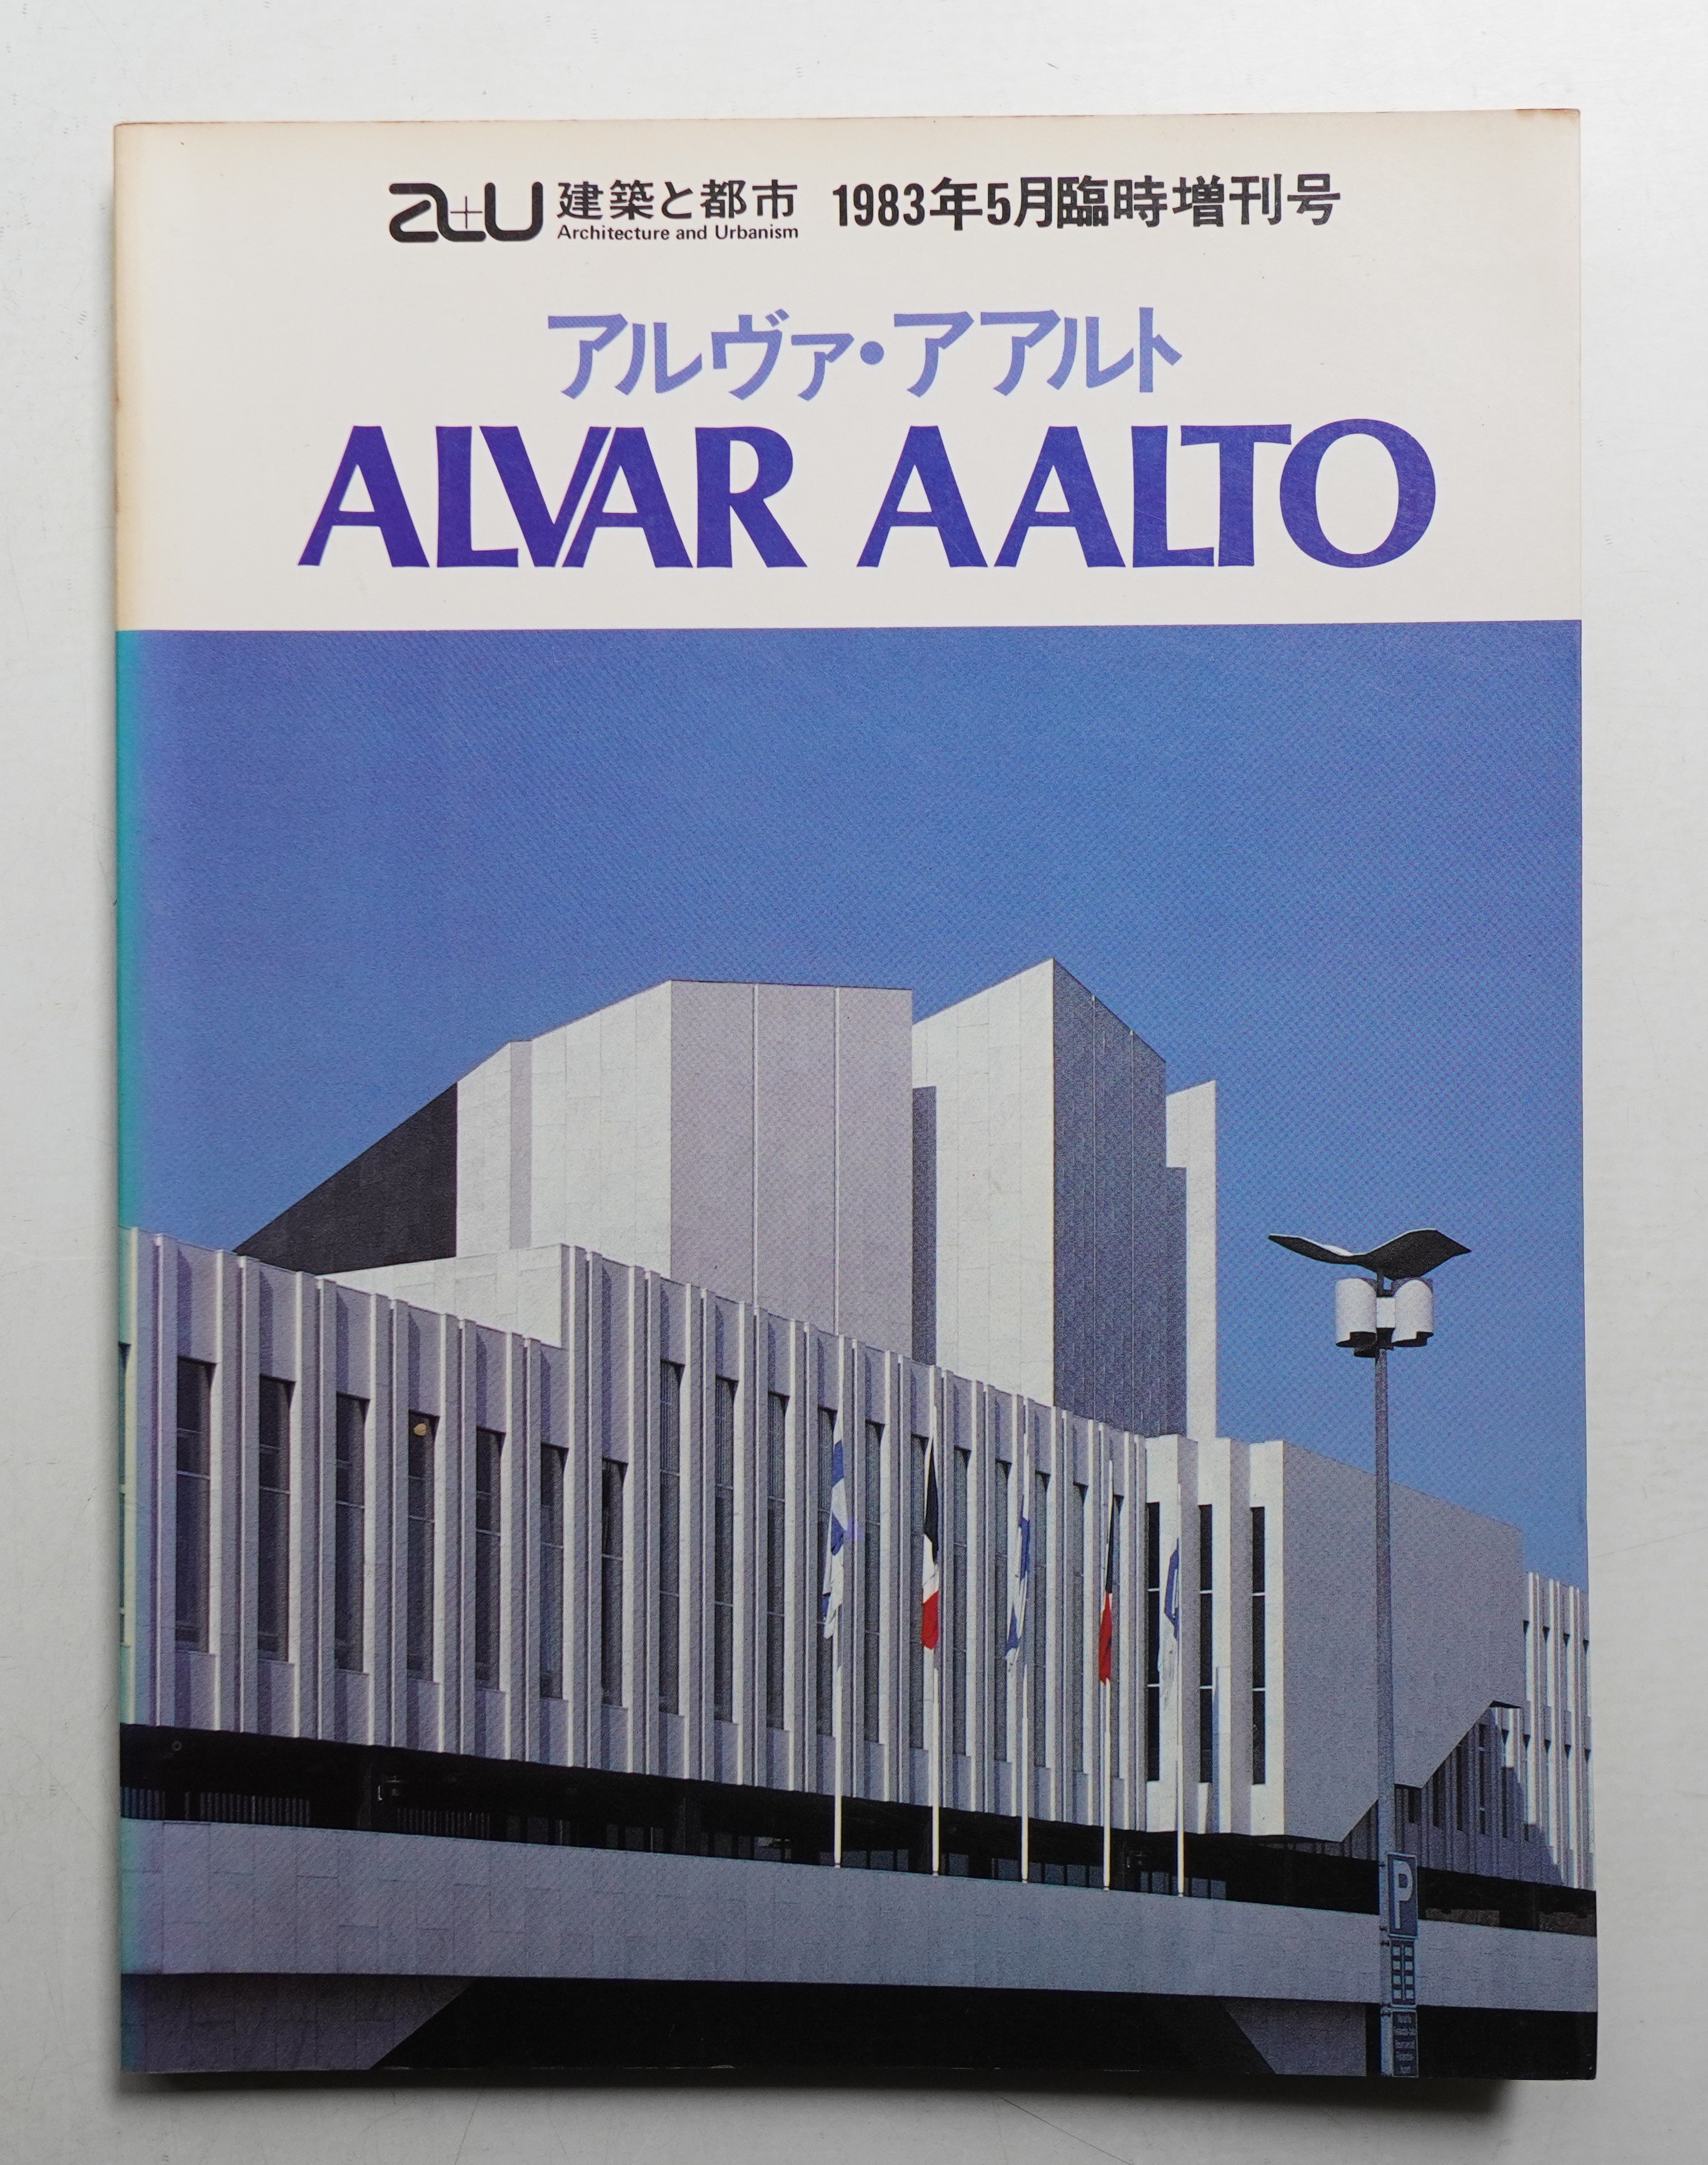 a+u 建築と都市 1983年5月臨時増刊号
Architecture and Urbanism
アルヴァ・アアルト
ALVAR AALTO
P